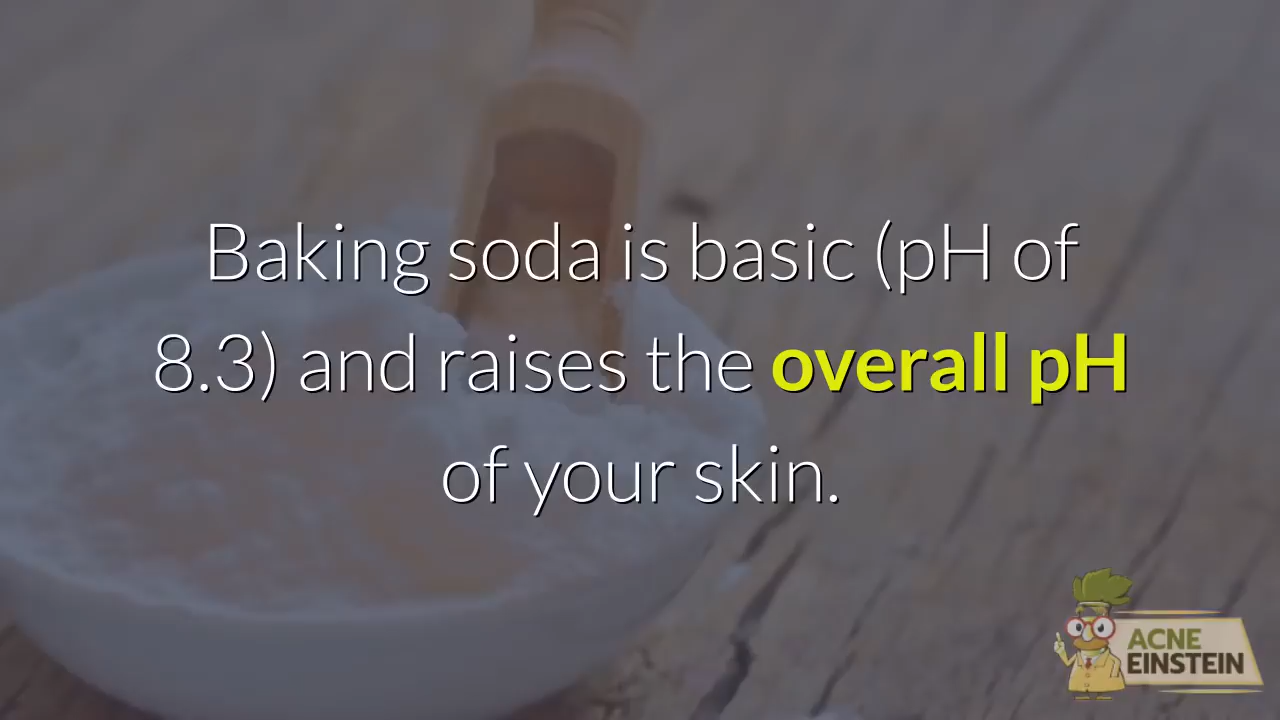 Baking soda is basic (pH of
8.3) and raises the overall pH
of your skin.
ACNE
EINSTEIN